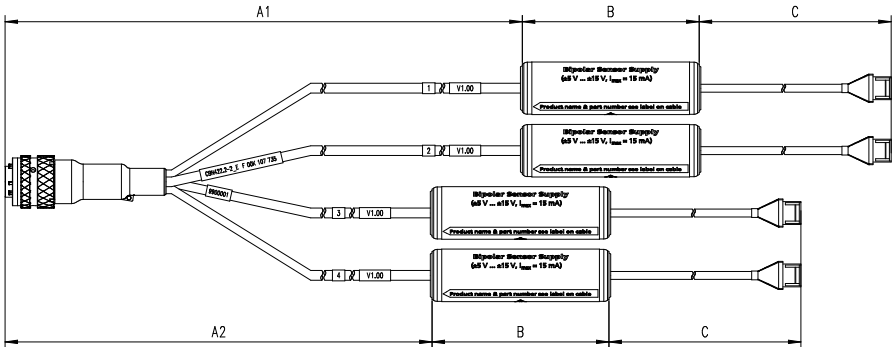 A1 B C
Bipolar Sensor Supply
(±5 V ... ±15 V, Imax = 15 mA)
1 V1.00
Product name & part number see label on cable
Bipolar Sensor Supply
(±5 V ... ±15 V, Imax = 15 mA)
2 V1.00
Product name & part number see label on cable
CBH422.2-2_E F 00K 107 735
9900001
Bipolar Sensor Supply
(±5 V ... ±15 V, Imax = 15 mA)
3 V1.00
Product name & part number see label on cable
Bipolar Sensor Supply
(±5 V ... ±15 V, Imax = 15 mA)
4 V1.00
Product name & part number see label on cable
A2 B C